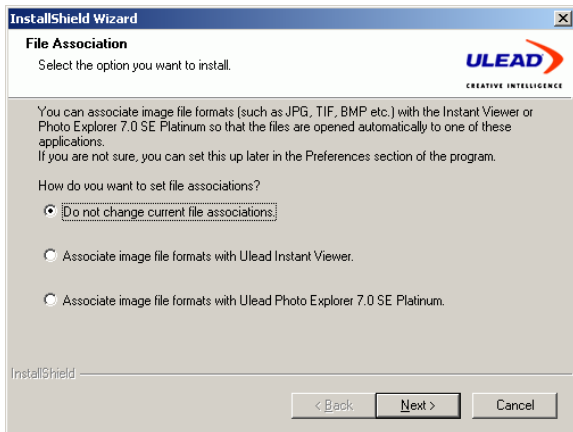 InstallShield Wizard
File Association
Select the option you want to install.
ULEAD
CREATIVE INTELLIGENCE
You can associate image file formats (such as JPG, TIF, BMP etc.) with the Instant Viewer or
Photo Explorer 7.0 SE Platinum so that the files are opened automatically to one of these
applications.
If you are not sure, you can set this up later in the Preferences section of the program.
How do you want to set file associations?
Do not change current file associations.
Associate image file formats with Ulead Instant Viewer.
Associate image file formats with Ulead Photo Explorer 7.0 SE Platinum.
InstallShield
< Back
Next >
Cancel